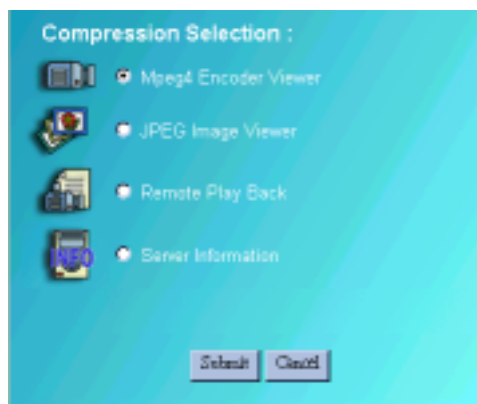 Compression Selection :
Mpeg4 Encoder Viewer
JPEG Image Viewer
Remote Play Back
INFO
Server Information
Submit Cancel